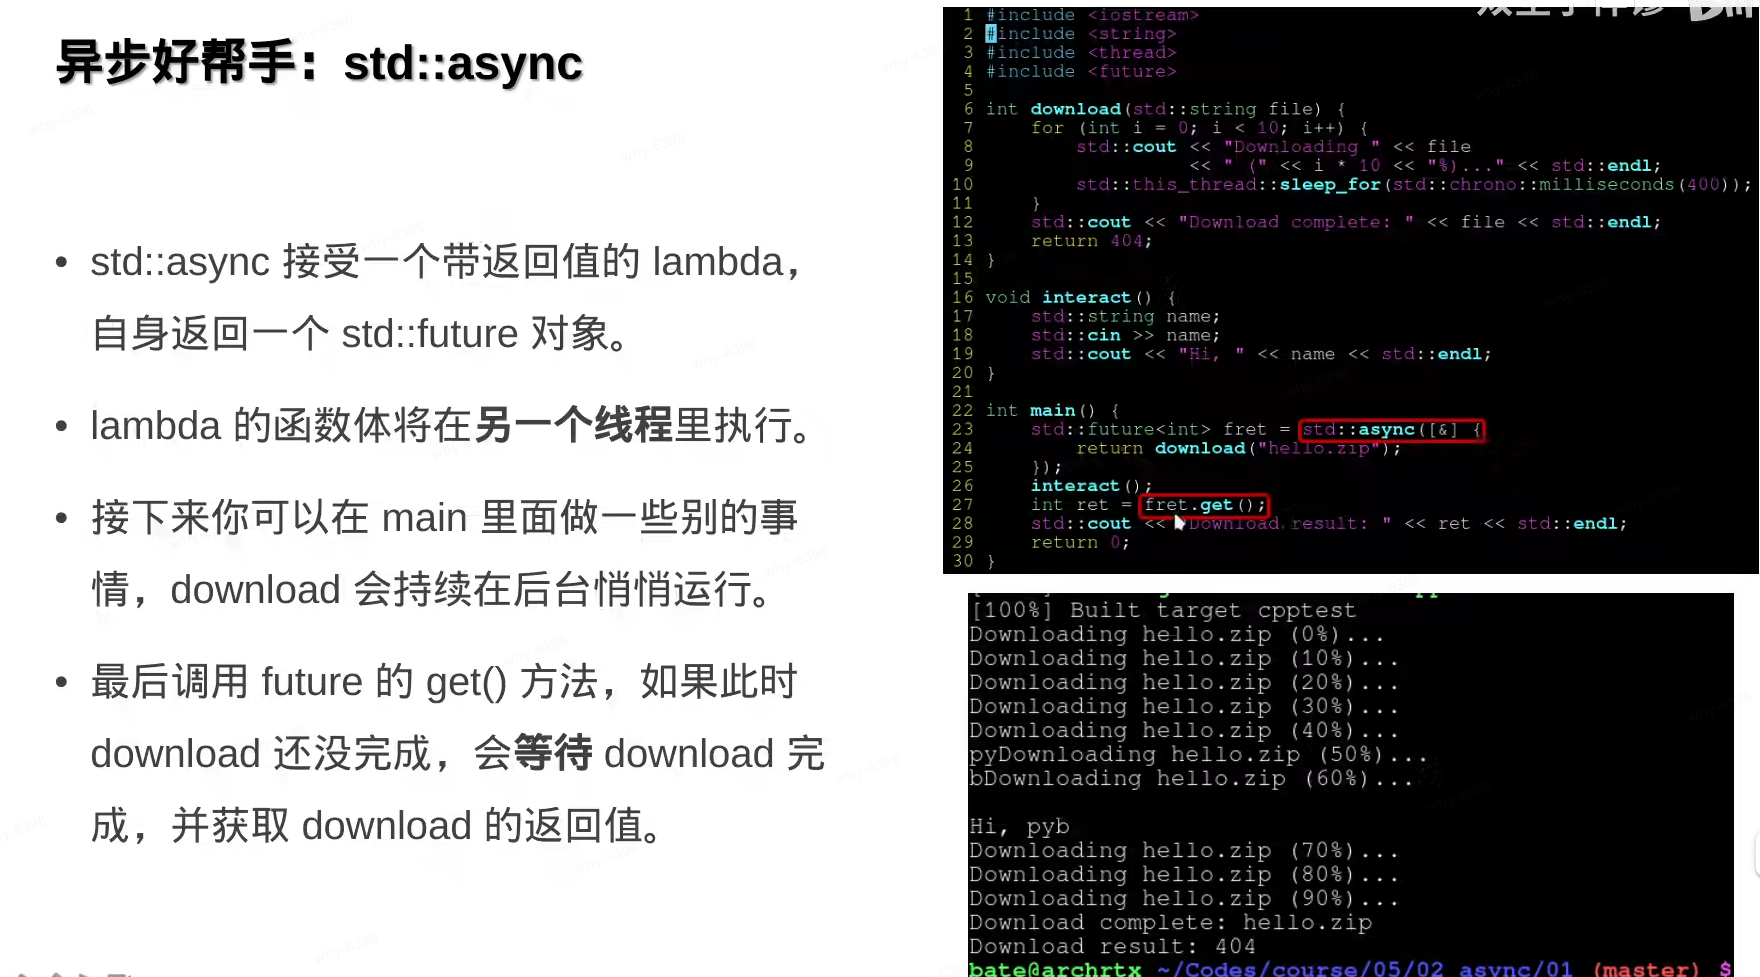 异步好帮手：std::async
• std::async 接受一个带返回值的 lambda，
自身返回一个 std::future 对象。
• lambda 的函数体将在另一个线程里执行。
• 接下来你可以在 main 里面做一些别的事
情，download 会持续在后台悄悄运行。
• 最后调用 future 的 get() 方法，如果此时
download 还没完成，会等待 download 完
成，并获取 download 的返回值。
1 #include <iostream>
2 #include <string>
3 #include <thread>
4 #include <future>
5
6 int download(std::string file) {
7     for (int i = 0; i < 10; i++) {
8         std::cout << "Downloading " << file
9                   << " (" << i * 10 << "%)..." << std::endl;
10         std::this_thread::sleep_for(std::chrono::milliseconds(400));
11     }
12     std::cout << "Download complete: " << file << std::endl;
13     return 404;
14 }
15
16 void interact() {
17     std::string name;
18     std::cin >> name;
19     std::cout << "Hi, " << name << std::endl;
20 }
21
22 int main() {
23     std::future<int> fret = std::async([&] {
24         return download("hello.zip");
25     });
26     interact();
27     int ret = fret.get();
28     std::cout << "Download result: " << ret << std::endl;
29     return 0;
30 }
[100%] Built target cpptest
Downloading hello.zip (0%)...
Downloading hello.zip (10%)...
Downloading hello.zip (20%)...
Downloading hello.zip (30%)...
Downloading hello.zip (40%)...
pyDownloading hello.zip (50%)...
bDownloading hello.zip (60%)...
Hi, pyb
Downloading hello.zip (70%)...
Downloading hello.zip (80%)...
Downloading hello.zip (90%)...
Download complete: hello.zip
Download result: 404
bate@archrtx ~/Codes/course/05/02_async/01 (master) $
why-6396